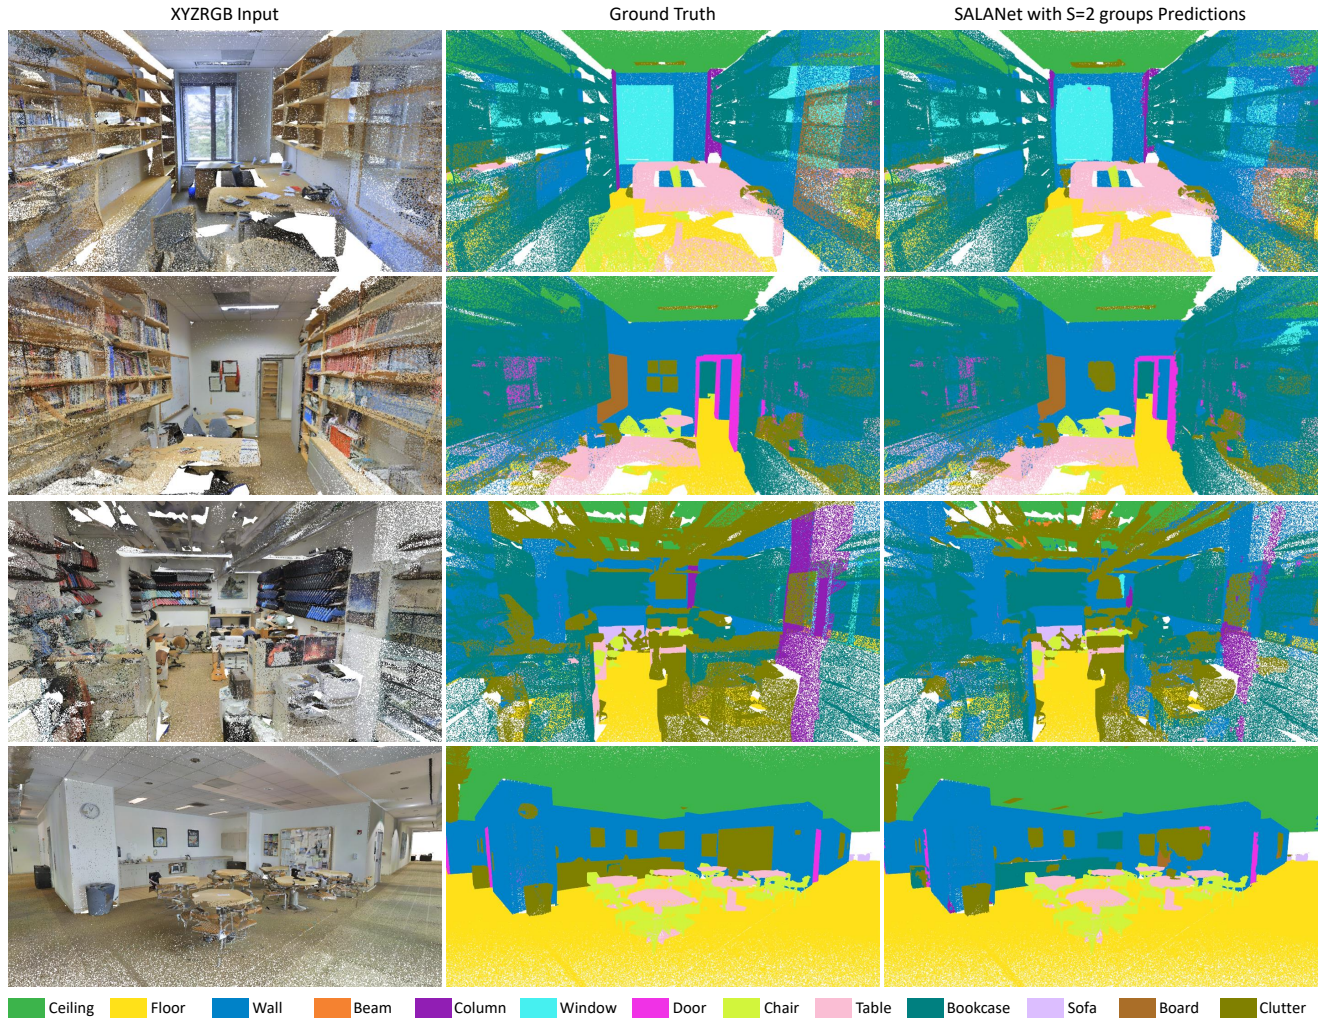 XYZRGB Input Ground Truth SALANet with S=2 groups Predictions
Ceiling Floor Wall Beam Column Window Door Chair Table Bookcase Sofa Board Clutter